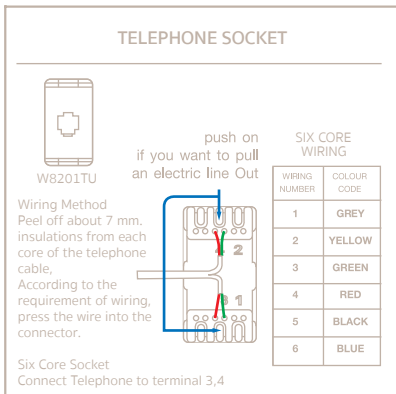 TELEPHONE SOCKET
W8201TU
push on
if you want to pull
an electric line Out
Wiring Method
Peel off about 7 mm.
insulations from each
core of the telephone
cable,
According to the
requirement of wiring,
press the wire into the
connector.
4 2
3 1
Six Core Socket
Connect Telephone to terminal 3,4
SIX CORE
WIRING
WIRING NUMBER COLOUR CODE
1 GREY
2 YELLOW
3 GREEN
4 RED
5 BLACK
6 BLUE